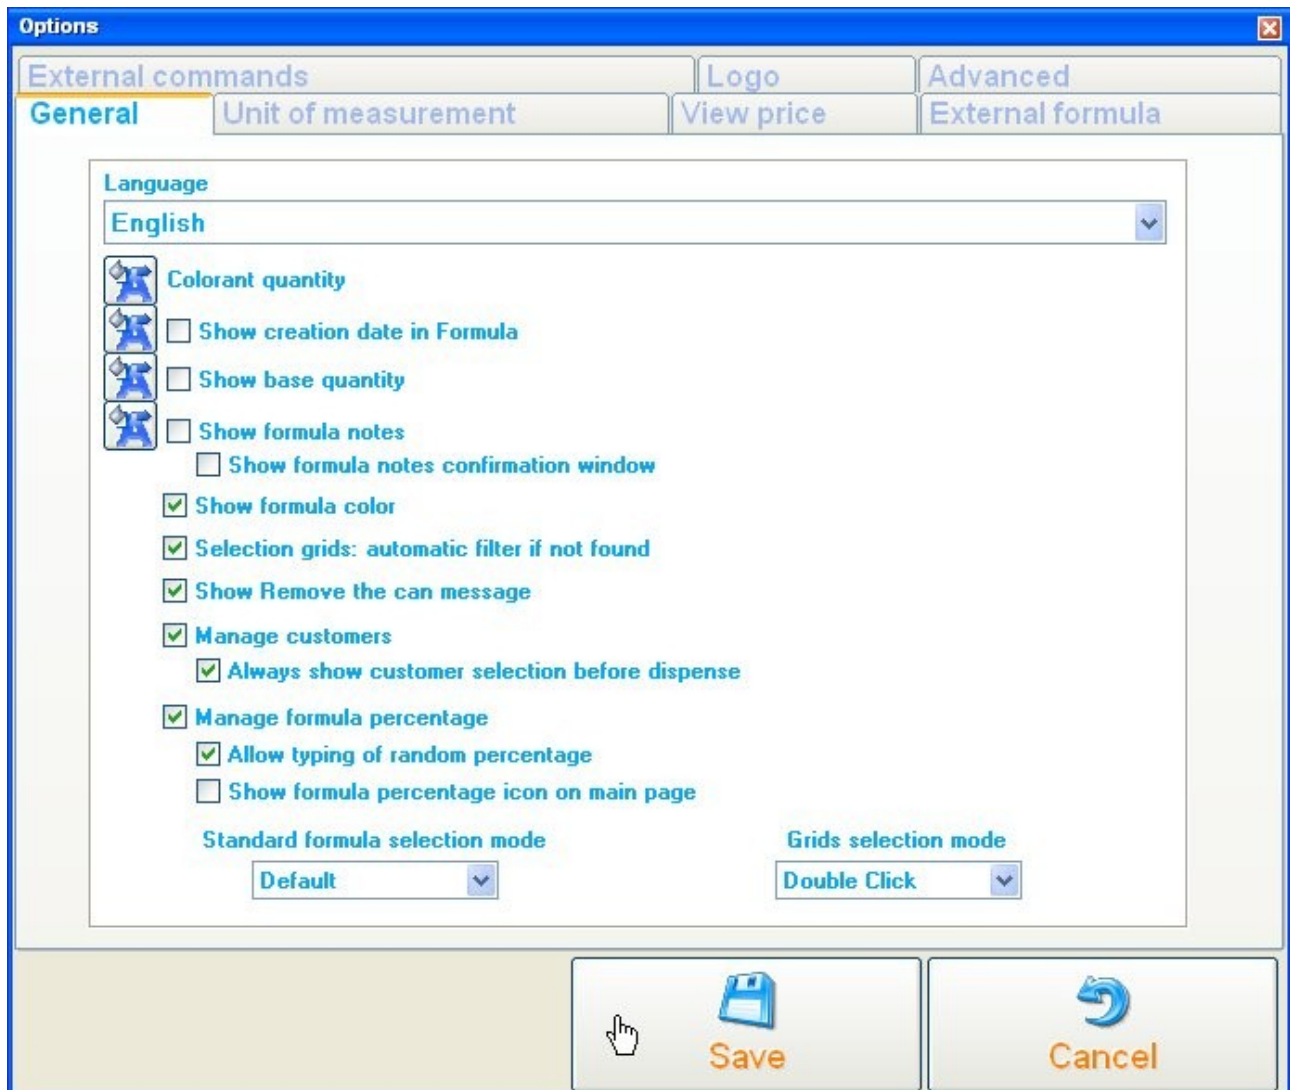 Options
External commands
Logo
Advanced
General
Unit of measurement
View price
External formula
Language
English
Colorant quantity
Show creation date in Formula
Show base quantity
Show formula notes
Show formula notes confirmation window
Show formula color
Selection grids: automatic filter if not found
Show Remove the can message
Manage customers
Always show customer selection before dispense
Manage formula percentage
Allow typing of random percentage
Show formula percentage icon on main page
Standard formula selection mode
Grids selection mode
Default
Double Click
Save
Cancel